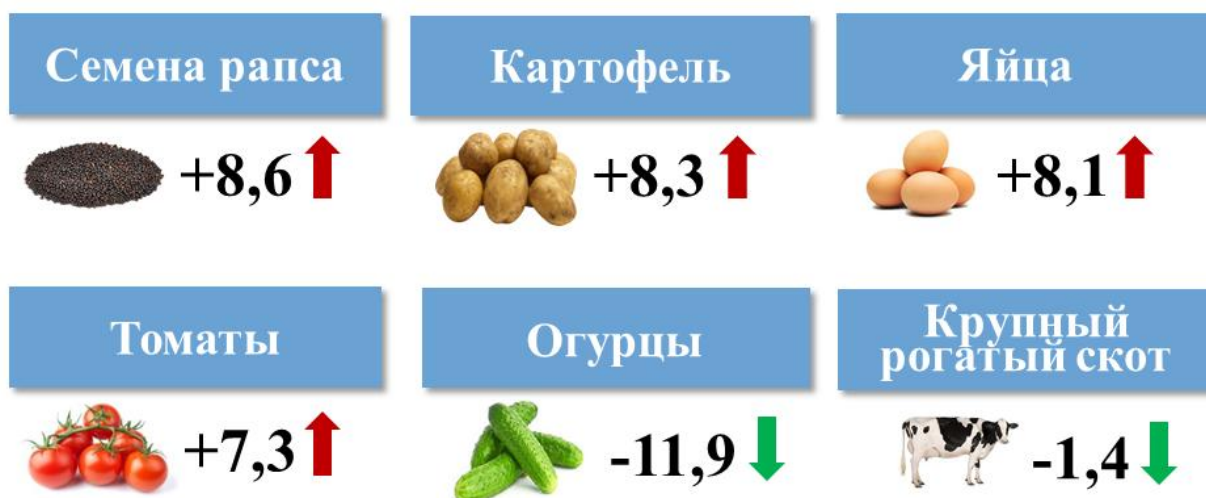 Семена рапса
Картофель
Яйца
+8,6
+8,3
+8,1
Томаты
Огурцы
Крупный
рогатый скот
+7,3
-11,9
-1,4